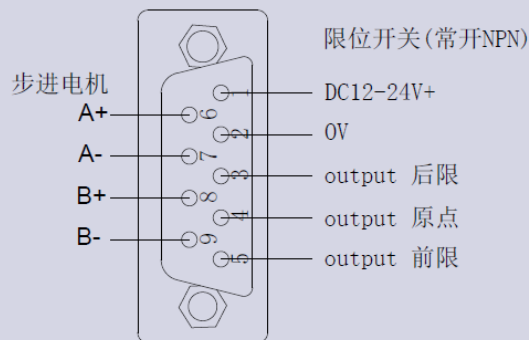 限位开关(常开NPN)
步进电机
1
DC12-24V+
A+
6
2
0V
A-
7
3
output 后限
B+
8
4
output 原点
B-
9
5
output 前限